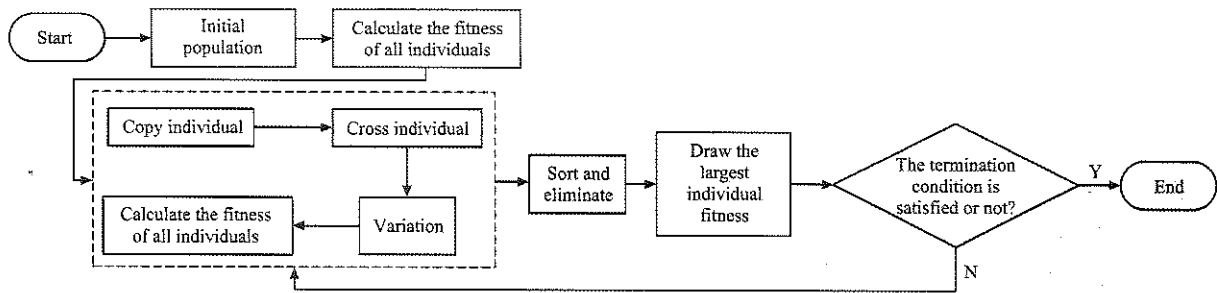 Start
Initial
population
Calculate the fitness
of all individuals
Copy individual
Cross individual
Calculate the fitness
of all individuals
Variation
Sort and
eliminate
Draw the
largest
individual
fitness
The termination
condition is
satisfied or not?
Y
End
N